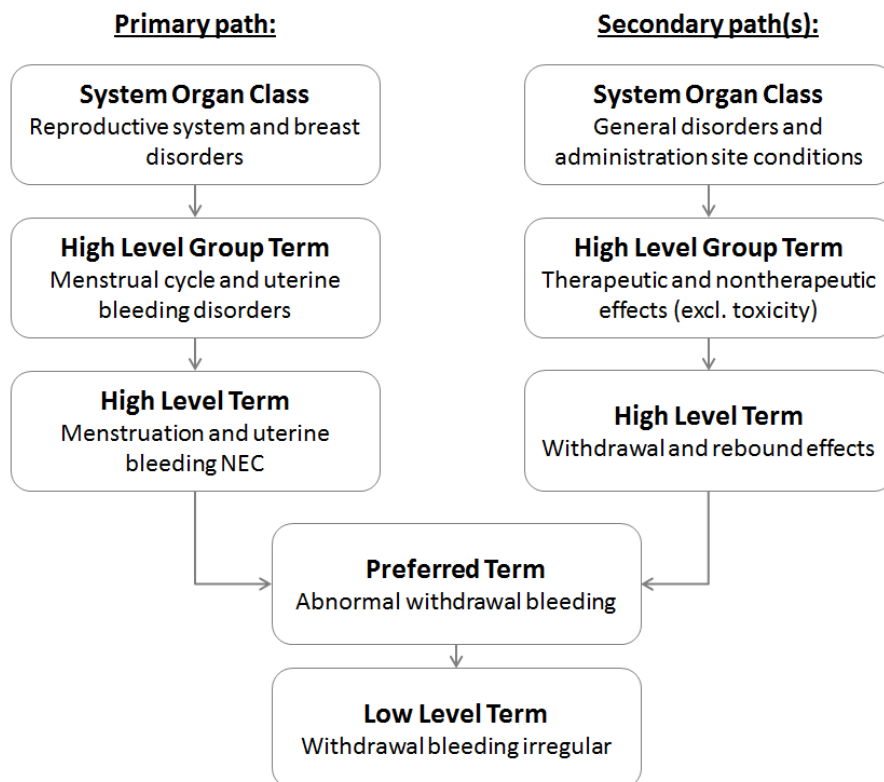 Primary path:
Secondary path(s):
System Organ Class
Reproductive system and breast
disorders
System Organ Class
General disorders and
administration site conditions
High Level Group Term
Menstrual cycle and uterine
bleeding disorders
High Level Group Term
Therapeutic and nontherapeutic
effects (excl. toxicity)
High Level Term
Menstruation and uterine
bleeding NEC
High Level Term
Withdrawal and rebound effects
Preferred Term
Abnormal withdrawal bleeding
Low Level Term
Withdrawal bleeding irregular